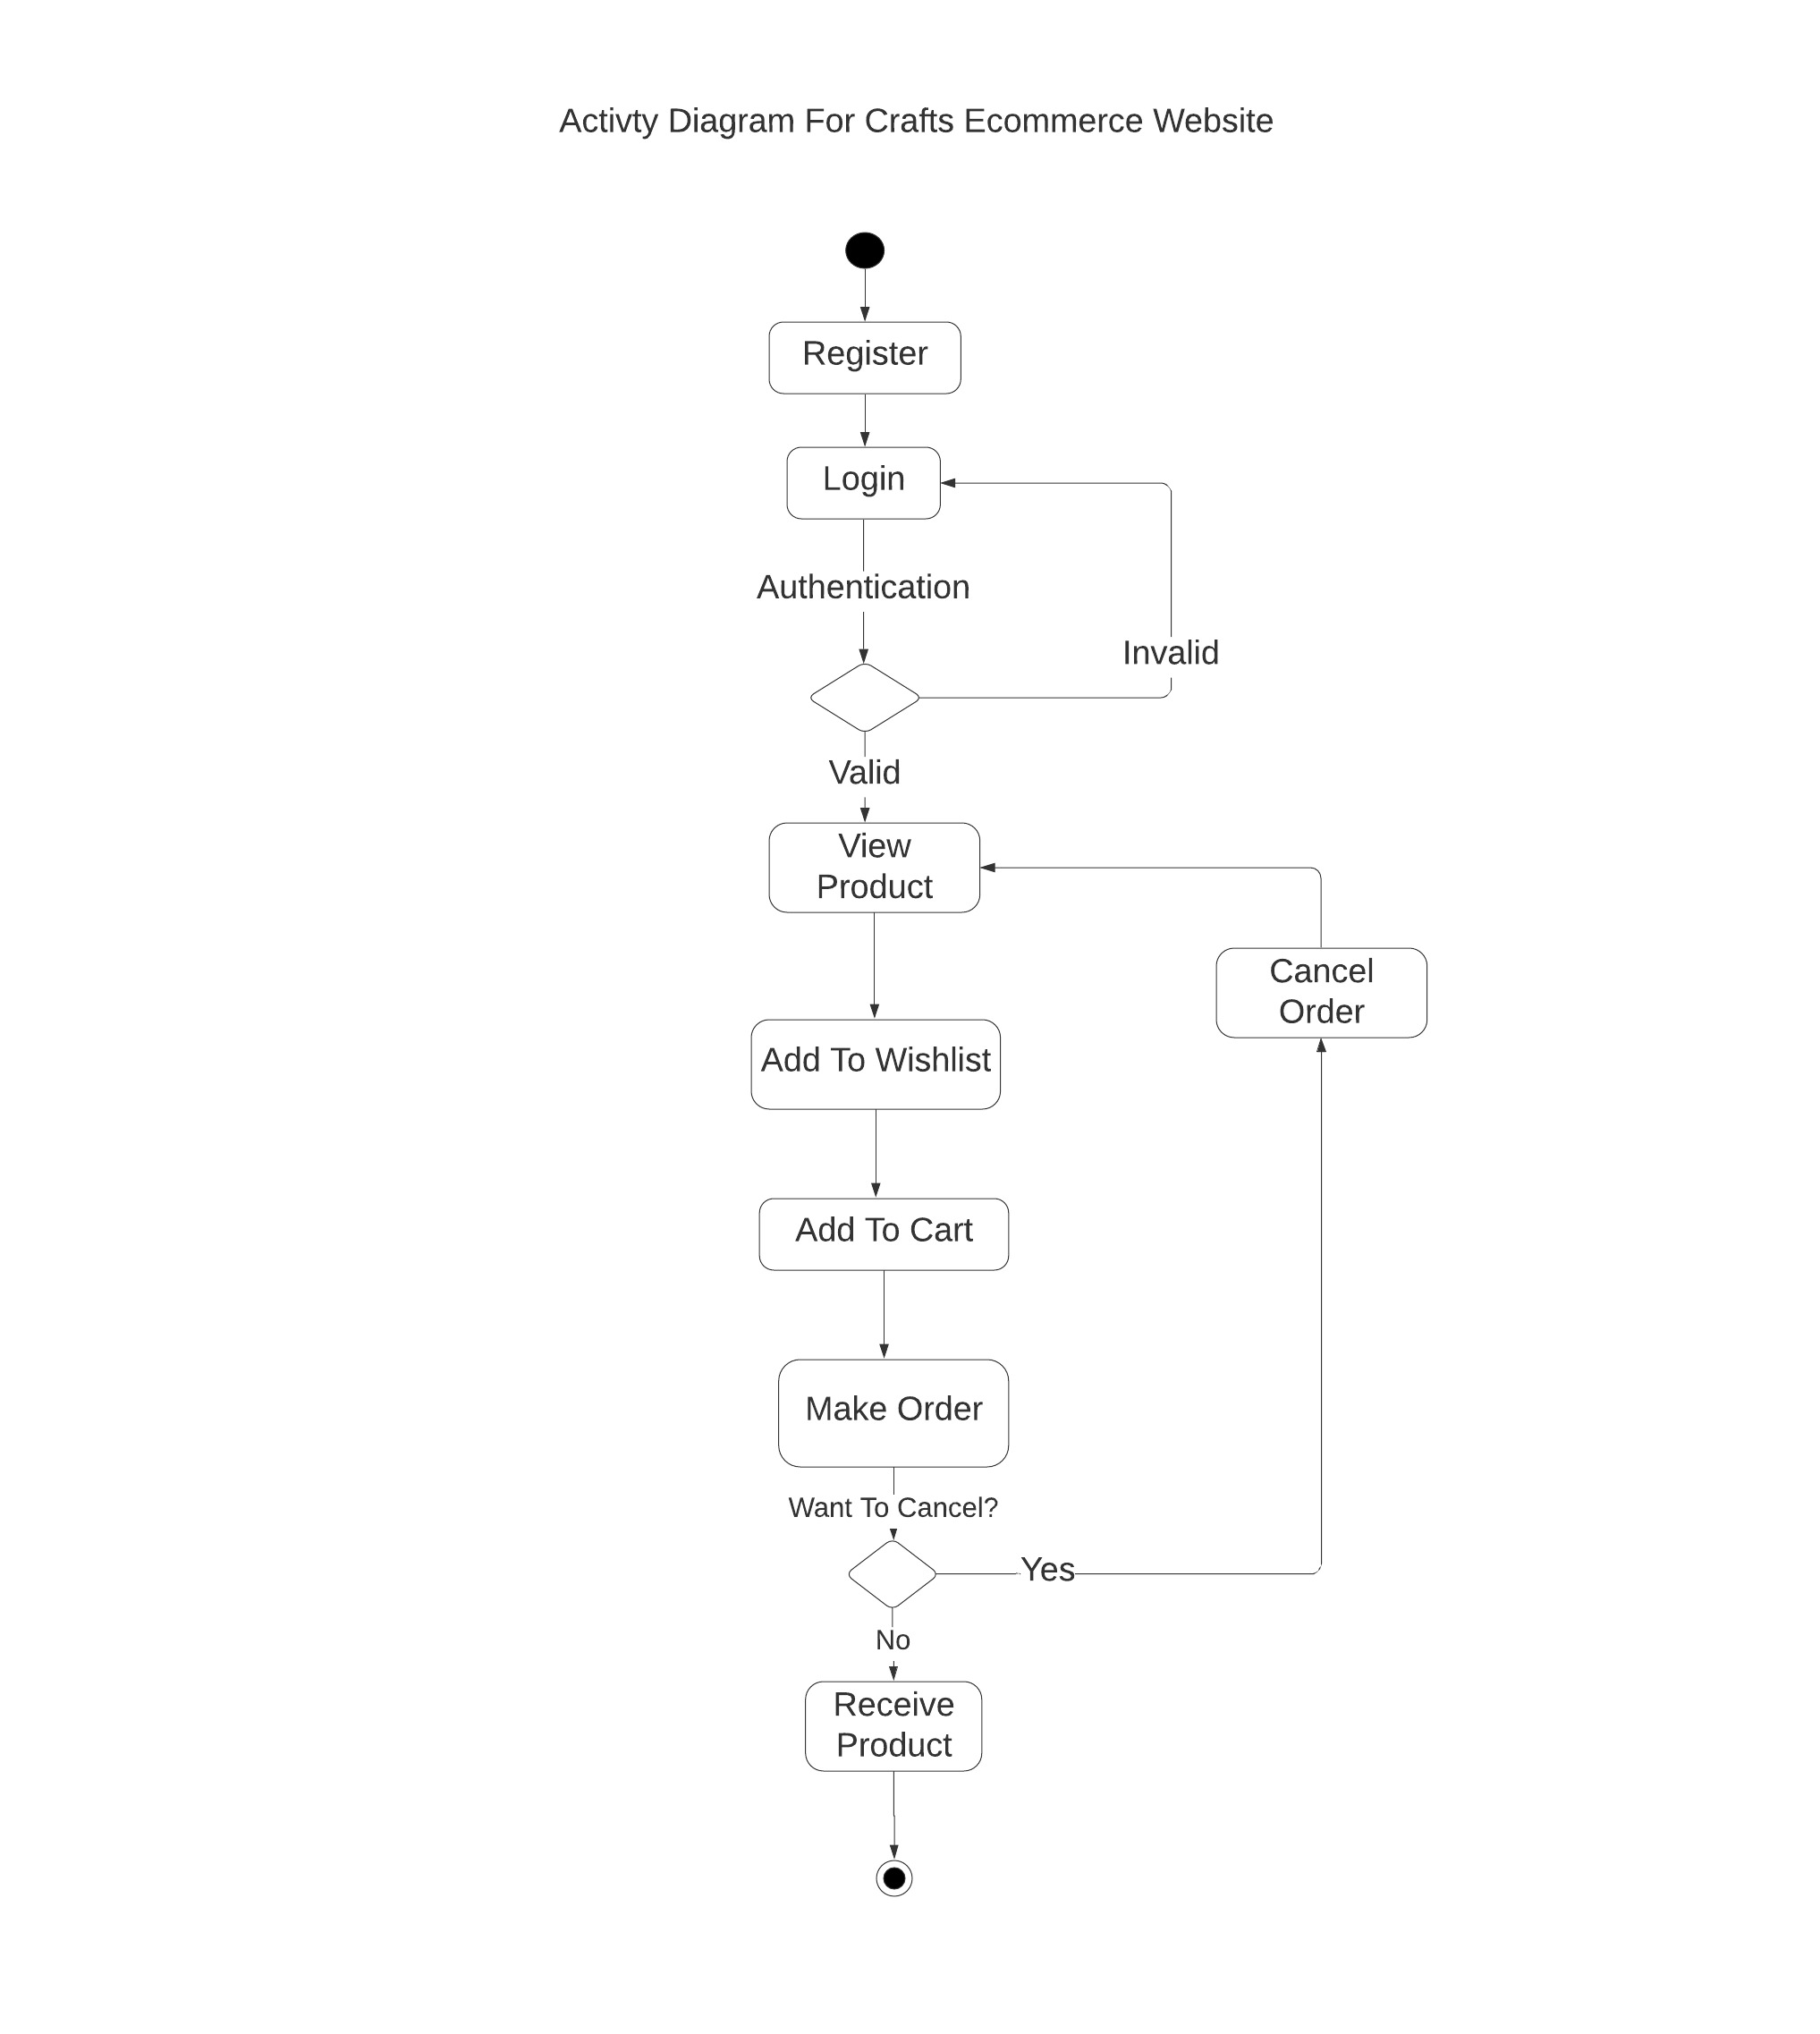 Activty Diagram For Crafts Ecommerce Website
Register
Login
Authentication
Invalid
Valid
View
Product
Cancel
Order
Add To Wishlist
Add To Cart
Make Order
Want To Cancel?
Yes
No
Receive
Product